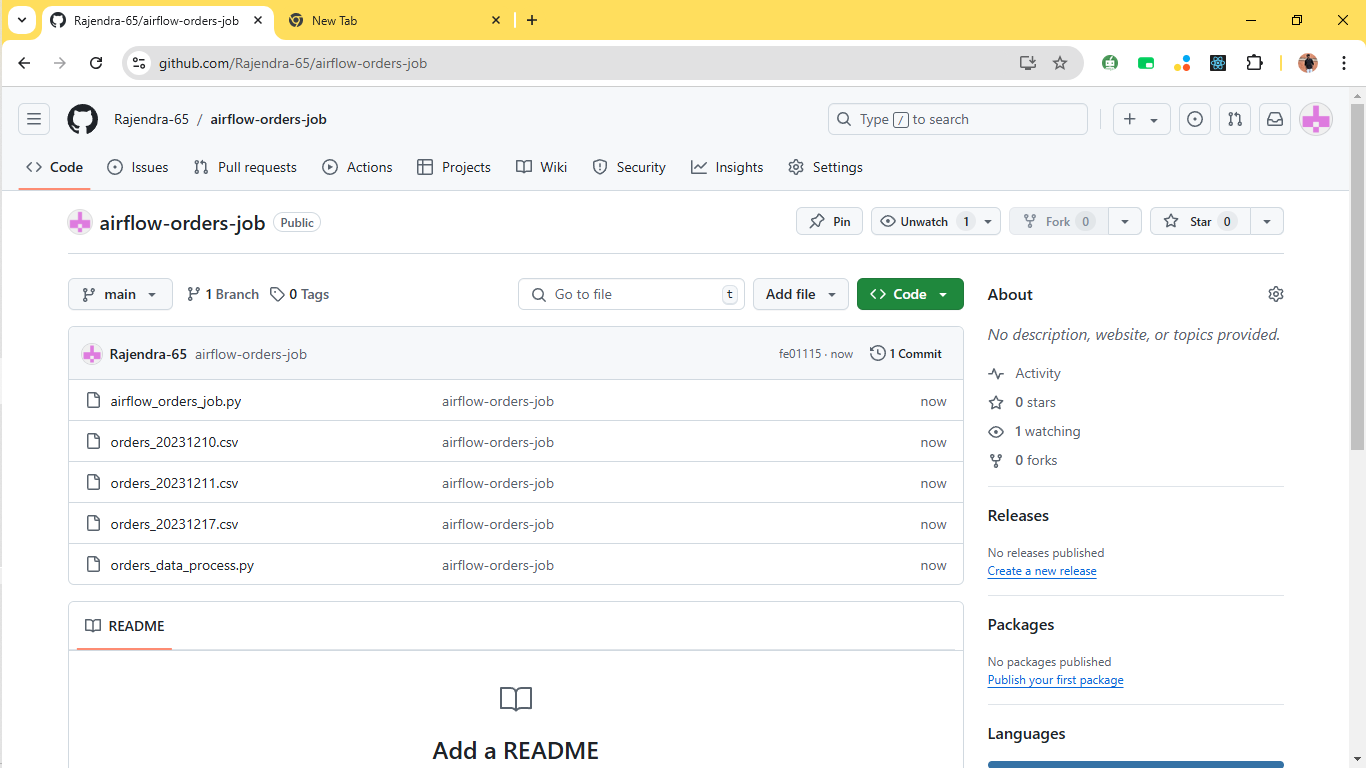 Rajendra-65/airflow-orders-job
New Tab
github.com/Rajendra-65/airflow-orders-job
Rajendra-65 / airflow-orders-job
Type / to search
Code
Issues
Pull requests
Actions
Projects
Wiki
Security
Insights
Settings
airflow-orders-job
Public
Pin
Unwatch 1
Fork 0
Star 0
main
1 Branch
0 Tags
Go to file
t
Add file
Code
Rajendra-65 airflow-orders-job
fe01115 · now
1 Commit
airflow_orders_job.py airflow-orders-job now
orders_20231210.csv airflow-orders-job now
orders_20231211.csv airflow-orders-job now
orders_20231217.csv airflow-orders-job now
orders_data_process.py airflow-orders-job now
README
Add a README
About
No description, website, or topics provided.
Activity
0 stars
1 watching
0 forks
Releases
No releases published
Create a new release
Packages
No packages published
Publish your first package
Languages